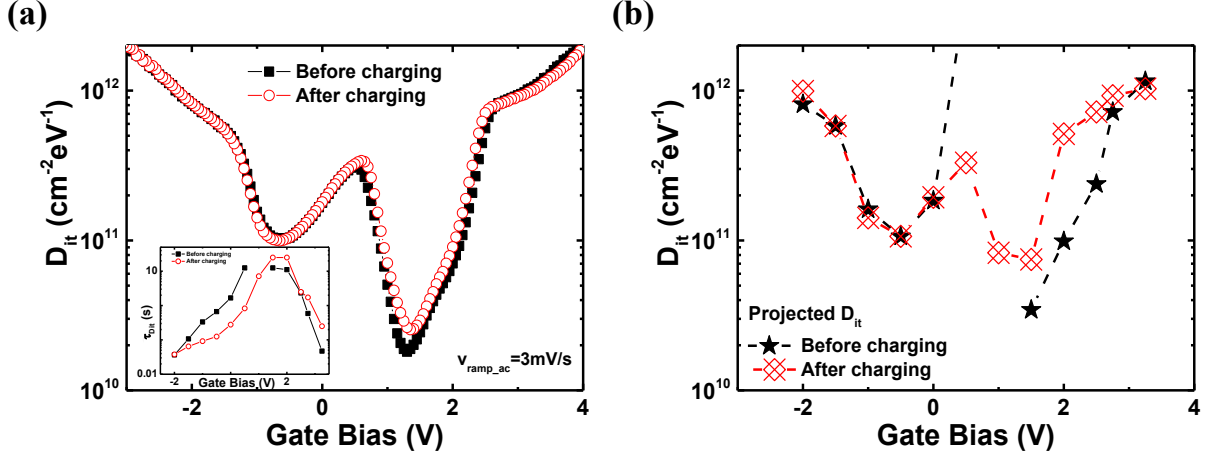 (a)
(b)
Before charging
After charging
10^12
10^11
10^10
D_it (cm^-2eV^-1)
Before charging
After charging
10
0.01
τ_Dit (s)
-2
2
Gate Bias (V)
v_ramp_ac=3mV/s
-2
0
2
4
Gate Bias (V)
10^12
10^11
10^10
D_it (cm^-2eV^-1)
Projected D_it
Before charging
After charging
-2
0
2
4
Gate Bias (V)